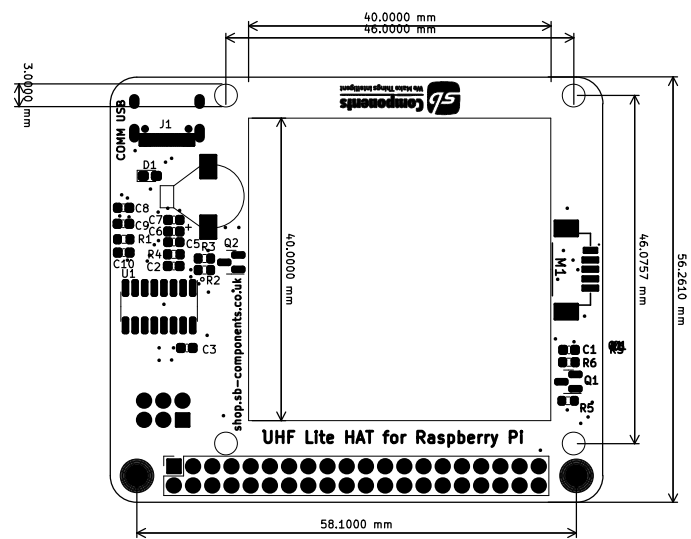 40.0000 mm
46.0000 mm
3.0000 mm
We Make Things Intelligent
Components
sb
COMM USB
J1
D1
C8
C7
C9
C6
R1
C5
R3
Q2
R4
C10
C2
R2
U1
+
40.0000 mm
M1
46.0757 mm
56.2610 mm
C3
C1
R6
Q1
R5
shop.sb-components.co.uk
UHF Lite HAT for Raspberry Pi
58.1000 mm